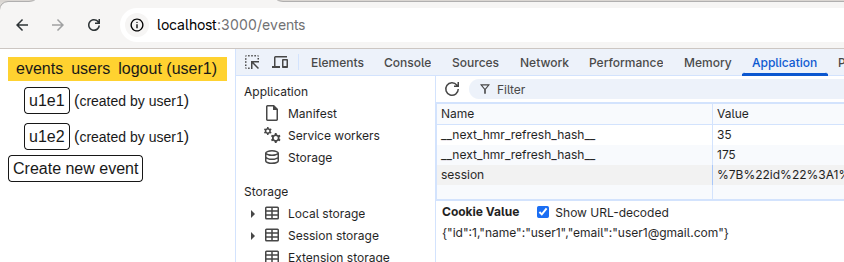 localhost:3000/events
events users logout (user1)
u1e1 (created by user1)
u1e2 (created by user1)
Create new event
Elements Console Sources Network Performance Memory Application
Application
Manifest
Service workers
Storage
Storage
Local storage
Session storage
Extension storage
Filter
Name Value
__next_hmr_refresh_hash__ 35
__next_hmr_refresh_hash__ 175
session %7B%22id%22%3A1%
Cookie Value Show URL-decoded
{"id":1,"name":"user1","email":"user1@gmail.com"}